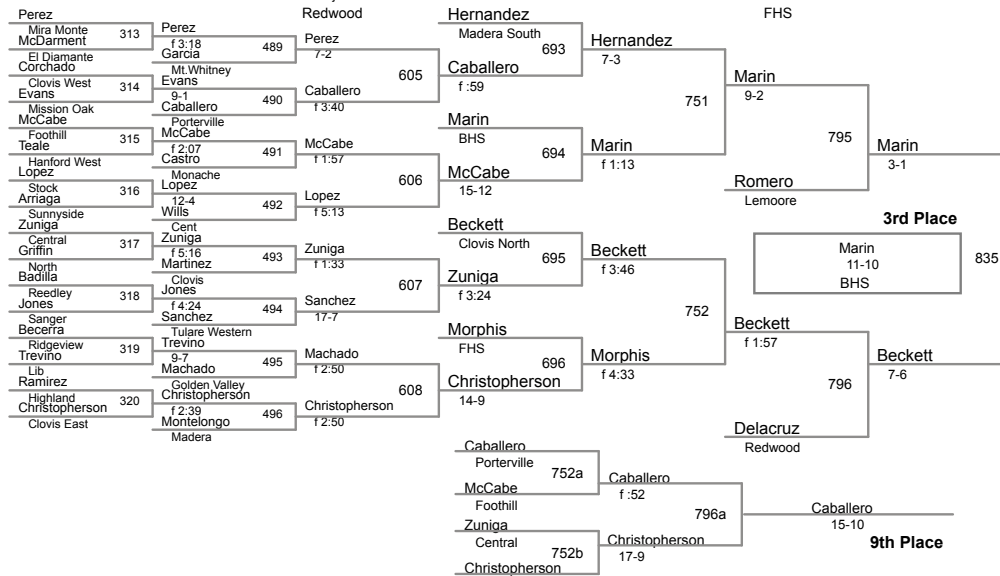 Redwood
FHS
Perez
Mira Monte
313
McDarment
El Diamante
Corchado
Clovis West
314
Evans
Mission Oak
McCabe
Foothill
315
Teale
Hanford West
Lopez
Stock
316
Arriaga
Sunnyside
Zuniga
Central
317
Griffin
North
Badilla
Reedley
318
Jones
Sanger
Becerra
Ridgeview
319
Trevino
Lib
Ramirez
Highland
320
Christopherson
Clovis East
Perez
f 3:18
489
Garcia
Mt.Whitney
Evans
9-1
490
Caballero
Porterville
McCabe
f 2:07
491
Castro
Monache
Lopez
12-4
492
Wills
Cent
Zuniga
f 5:16
493
Martinez
Clovis
Jones
f 4:24
494
Sanchez
Tulare Western
Trevino
9-7
495
Machado
Golden Valley
Christopherson
f 2:39
496
Montelongo
Madera
Perez
7-2
605
Caballero
f 3:40
McCabe
f 1:57
606
Lopez
f 5:13
Zuniga
f 1:33
607
Sanchez
17-7
Machado
f 2:50
608
Christopherson
f 2:50
Hernandez
Madera South
693
Caballero
f :59
Marin
BHS
694
McCabe
15-12
Beckett
Clovis North
695
Zuniga
f 3:24
Morphis
FHS
696
Christopherson
14-9
Hernandez
7-3
751
Marin
f 1:13
Beckett
f 3:46
752
Morphis
f 4:33
Marin
9-2
795
Romero
Lemoore
Beckett
f 1:57
796
Delacruz
Redwood
Marin
3-1
3rd Place
Marin
11-10
835
BHS
Beckett
7-6
Caballero
Porterville
752a
McCabe
Foothill
Zuniga
Central
752b
Christopherson
Caballero
f :52
796a
Christopherson
17-9
Caballero
15-10
9th Place